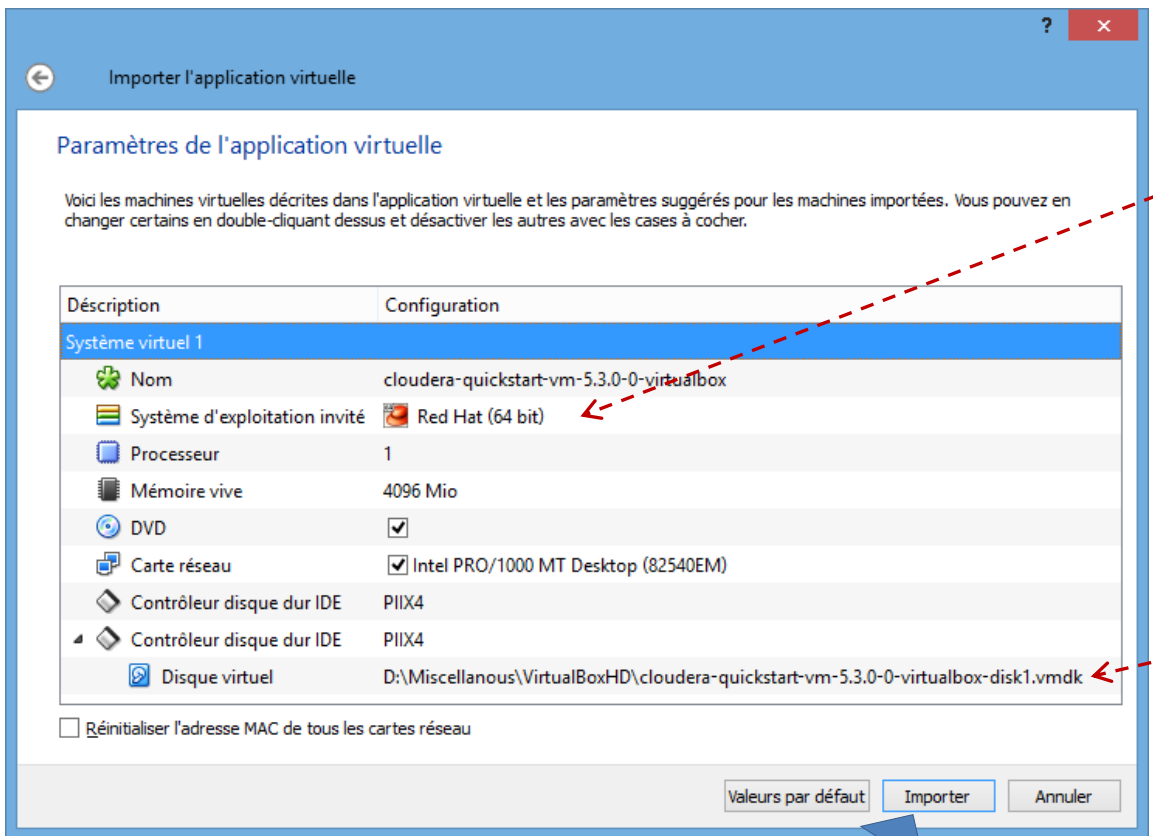 ?
Importer l'application virtuelle
Paramètres de l'application virtuelle
Voici les machines virtuelles décrites dans l'application virtuelle et les paramètres suggérés pour les machines importées. Vous pouvez en
changer certains en double-cliquant dessus et désactiver les autres avec les cases à cocher.
Déscription Configuration
Système virtuel 1
Nom cloudera-quickstart-vm-5.3.0-0-virtualbox
Système d'exploitation invité Red Hat (64 bit)
Processeur 1
Mémoire vive 4096 Mio
DVD
Carte réseau Intel PRO/1000 MT Desktop (82540EM)
Contrôleur disque dur IDE PIIX4
Contrôleur disque dur IDE PIIX4
Disque virtuel D:\Miscellanous\VirtualBoxHD\cloudera-quickstart-vm-5.3.0-0-virtualbox-disk1.vmdk
Réinitialiser l'adresse MAC de tous les cartes réseau
Valeurs par défaut Importer Annuler